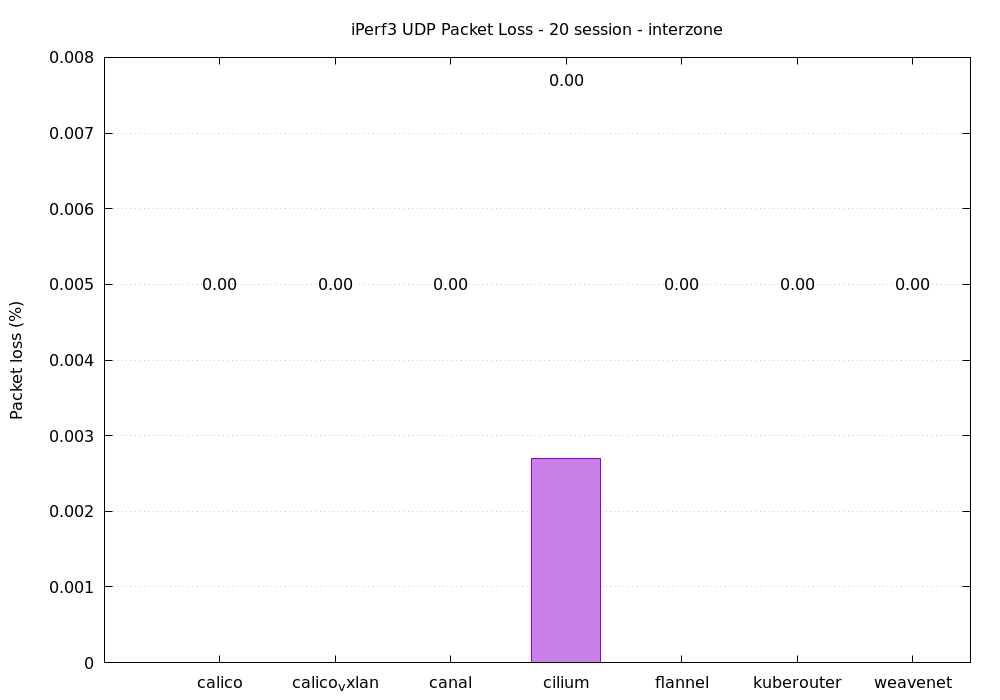 iPerf3 UDP Packet Loss - 20 session - interzone
Packet loss (%)
0.008
0.007
0.006
0.005
0.004
0.003
0.002
0.001
0
0.00
0.00 0.00 0.00 0.00 0.00 0.00
calico calicovxlan canal cilium flannel kuberouter weavenet